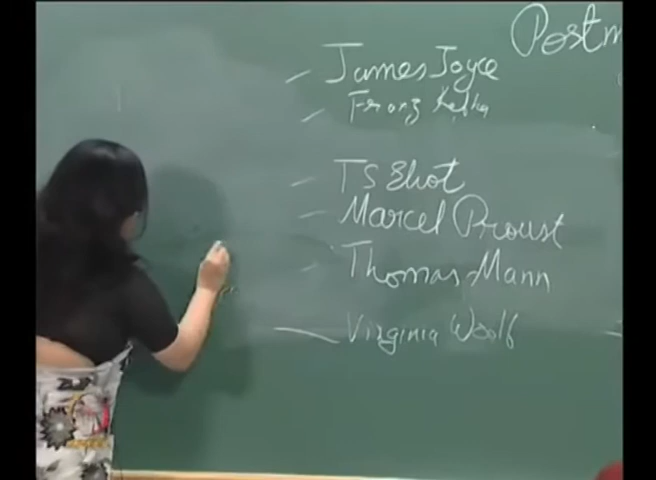 Postm
James Joyce
Franz Kafka
TS Eliot
Marcel Proust
Thomas Mann
Virginia Woolf